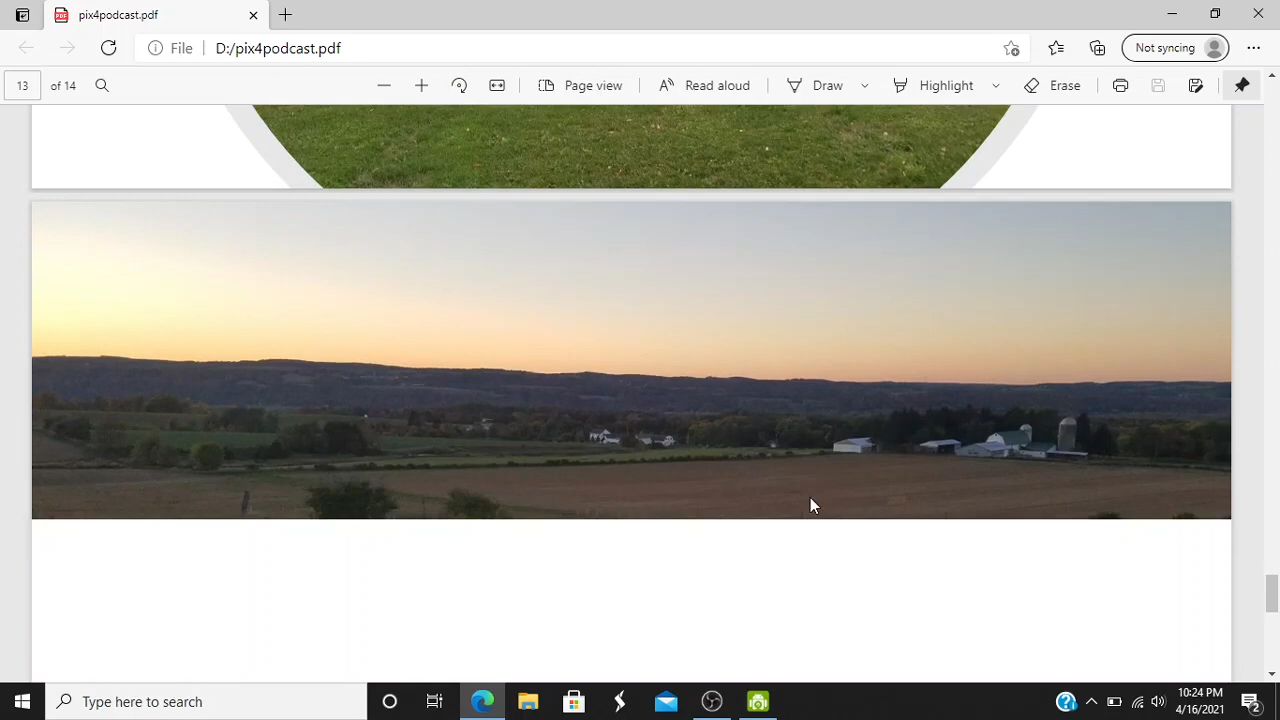 pix4podcast.pdf
File D:/pix4podcast.pdf Not syncing
13 of 14 Page view Read aloud Draw Highlight Erase
Type here to search
10:24 PM
4/16/2021
2